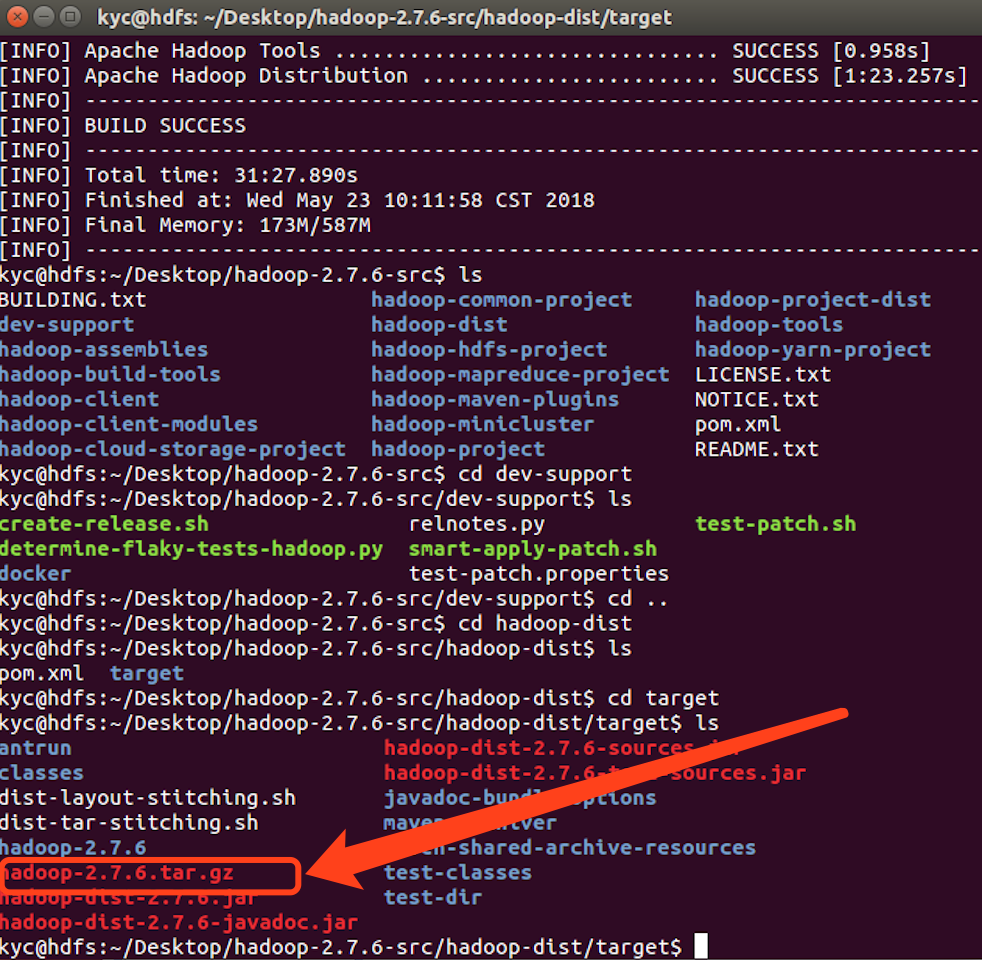 kyc@hdfs: ~/Desktop/hadoop-2.7.6-src/hadoop-dist/target
[INFO] Apache Hadoop Tools ............................... SUCCESS [0.958s]
[INFO] Apache Hadoop Distribution ........................ SUCCESS [1:23.257s]
[INFO] ------------------------------------------------------------------------
[INFO] BUILD SUCCESS
[INFO] ------------------------------------------------------------------------
[INFO] Total time: 31:27.890s
[INFO] Finished at: Wed May 23 10:11:58 CST 2018
[INFO] Final Memory: 173M/587M
[INFO] ------------------------------------------------------------------------
kyc@hdfs:~/Desktop/hadoop-2.7.6-src$ ls
BUILDING.txt hadoop-common-project hadoop-project-dist
dev-support hadoop-dist hadoop-tools
hadoop-assemblies hadoop-hdfs-project hadoop-yarn-project
hadoop-build-tools hadoop-mapreduce-project LICENSE.txt
hadoop-client hadoop-maven-plugins NOTICE.txt
hadoop-client-modules hadoop-minicluster pom.xml
hadoop-cloud-storage-project hadoop-project README.txt
kyc@hdfs:~/Desktop/hadoop-2.7.6-src$ cd dev-support
kyc@hdfs:~/Desktop/hadoop-2.7.6-src/dev-support$ ls
create-release.sh relnotes.py test-patch.sh
determine-flaky-tests-hadoop.py smart-apply-patch.sh
docker test-patch.properties
kyc@hdfs:~/Desktop/hadoop-2.7.6-src/dev-support$ cd ..
kyc@hdfs:~/Desktop/hadoop-2.7.6-src$ cd hadoop-dist
kyc@hdfs:~/Desktop/hadoop-2.7.6-src/hadoop-dist$ ls
pom.xml target
kyc@hdfs:~/Desktop/hadoop-2.7.6-src/hadoop-dist$ cd target
kyc@hdfs:~/Desktop/hadoop-2.7.6-src/hadoop-dist/target$ ls
antrun hadoop-dist-2.7.6-sources.jar
classes hadoop-dist-2.7.6-test-sources.jar
dist-layout-stitching.sh javadoc-bundle-options
dist-tar-stitching.sh
hadoop-2.7.6 -shared-archive-resources
hadoop-2.7.6.tar.gz test-classes
hadoop-dist-2.7.6.jar test-dir
hadoop-dist-2.7.6-javadoc.jar
kyc@hdfs:~/Desktop/hadoop-2.7.6-src/hadoop-dist/target$